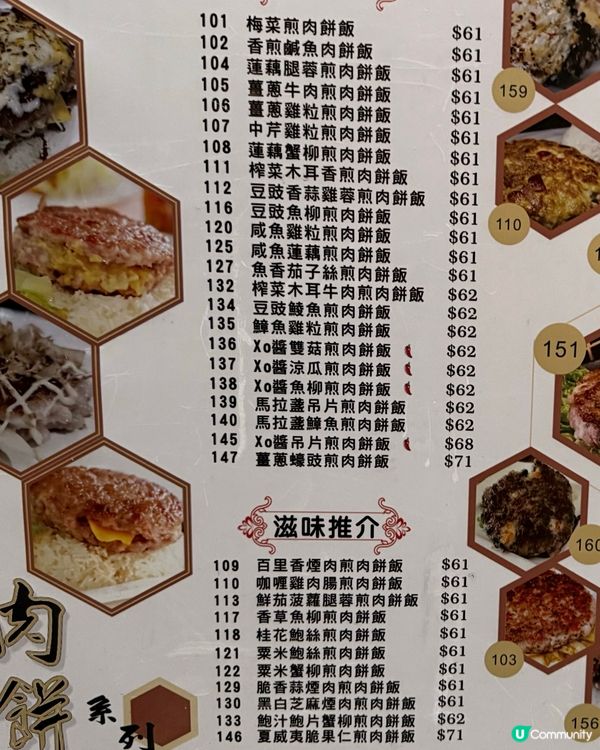 101 梅菜煎肉餅飯 $61
102 香煎鹹魚肉餅飯 $61
104 蓮藕腿蓉煎肉餅飯 $61
105 薑蔥牛肉煎肉餅飯 $61
106 薑蔥雞粒煎肉餅飯 $61
107 中芹雞粒煎肉餅飯 $61
108 蓮藕蟹柳煎肉餅飯 $61
111 榨菜木耳香煎肉餅飯 $61
112 豆豉香蒜雞蓉煎肉餅飯 $61
116 豆豉魚柳煎肉餅飯 $61
120 咸魚雞粒煎肉餅飯 $61
125 咸魚蓮藕煎肉餅飯 $61
127 魚香茄子絲煎肉餅飯 $61
132 榨菜木耳牛肉煎肉餅飯 $62
134 豆豉鯪魚煎肉餅飯 $62
135 鱆魚雞粒煎肉餅飯 $62
136 Xo醬雙菇煎肉餅飯 $62
137 Xo醬涼瓜煎肉餅飯 $62
138 Xo醬魚柳煎肉餅飯 $62
139 馬拉盞吊片煎肉餅飯 $62
140 馬拉盞鱆魚煎肉餅飯 $62
145 Xo醬吊片煎肉餅飯 $68
147 薑蔥蠔豉煎肉餅飯 $71
滋味推介
109 百里香煙肉煎肉餅飯 $61
110 咖喱雞肉腸煎肉餅飯 $61
113 鮮茄菠蘿腿蓉煎肉餅飯 $61
117 香草魚柳煎肉餅飯 $61
118 桂花鮑絲煎肉餅飯 $61
121 粟米鮑絲煎肉餅飯 $61
122 粟米蟹柳煎肉餅飯 $61
129 脆香蒜煙肉煎肉餅飯 $61
130 黑白芝麻煙肉煎肉餅飯 $61
133 鮑汁鮑片蟹柳煎肉餅飯 $62
146 夏威夷脆果仁煎肉餅飯 $71
159
110
151
160
103
156
肉餅
系列
U Community